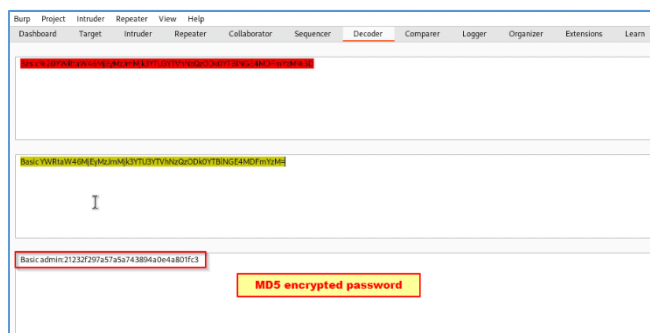 Burp Project Intruder Repeater View Help
Dashboard Target Intruder Repeater Collaborator Sequencer Decoder Comparer Logger Organizer Extensions Learn
Basic YWRtaW46MjEyMzJmMjk3YTU3YTVhNzQzODk0YTBlNGE4MDFmYzM=
Basic admin:21232f297a57a5a743894a0e4a801fc3
MD5 encrypted password